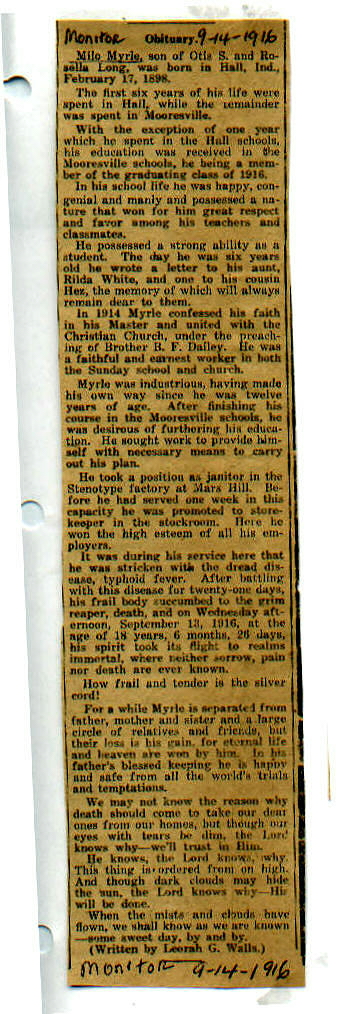 Monitor Obituary. 9-14-1916
Milo Myrle, son of Otis S. and Ro-
sella Long, was born in Hall, Ind.,
February 17, 1898.
The first six years of his life were
spent in Hall, while the remainder
was spent in Mooresville.
With the exception of one year
which he spent in the Hall schools,
his education was received in the
Mooresville schools, he being a mem-
ber of the graduating class of 1916.
In his school life he was happy, con-
genial and manly and possessed a na-
ture that won for him great respect
and favor among his teachers and
classmates.
He possessed a strong ability as a
student. The day he was six years
old he wrote a letter to his aunt,
Rilda White, and one to his cousin
Hez, the memory of which will always
remain dear to them.
In 1914 Myrle confessed his faith
in his Master and united with the
Christian Church, under the preach-
ing of Brother B. F. Dailey. He was
a faithful and earnest worker in both
the Sunday school and church.
Myrle was industrious, having made
his own way since he was twelve
years of age. After finishing his
course in the Mooresville schools, he
was desirous of furthering his educa-
tion. He sought work to provide him-
self with necessary means to carry
out his plan.
He took a position as janitor in the
Stenotype factory at Mars Hill. Be-
fore he had served one week in this
capacity he was promoted to store-
keeper in the stockroom. Here he
won the high esteem of all his em-
ployers.
It was during his service here that
he was stricken with the dread dis-
ease, typhoid fever. After battling
with this disease for twenty-one days,
his frail body succumbed to the grim
reaper, death, and on Wednesday aft-
ernoon, September 13, 1916, at the
age of 18 years, 6 months, 26 days,
his spirit took its flight to realms
immortal, where neither sorrow, pain
nor death are ever known.
How frail and tender is the silver
cord!
For a while Myrle is separated from
father, mother and sister and a large
circle of relatives and friends, but
their loss is his gain, for eternal life
and heaven are won by him. In his
father's blessed keeping he is happy
and safe from all the world's trials
and temptations.
We may not know the reason why
death should come to take our dear
ones from our homes, but though our
eyes with tears be dim, the Lord
knows why—we'll trust in Him.
He knows, the Lord knows, why.
This thing is ordered from on high.
And though dark clouds may hide
the sun, the Lord knows why—His
will be done.
When the mists and clouds have
flown, we shall know as we are known
—some sweet day, by and by.
(Written by Leorah G. Walls.)
Monitor 9-14-1916